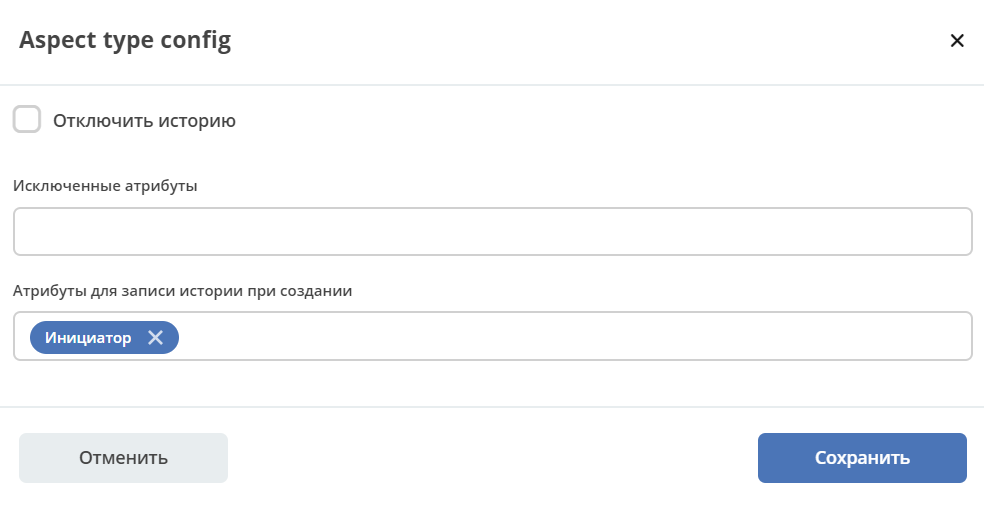 Aspect type config
Отключить историю
Исключенные атрибуты
Атрибуты для записи истории при создании
Инициатор
Отменить
Сохранить